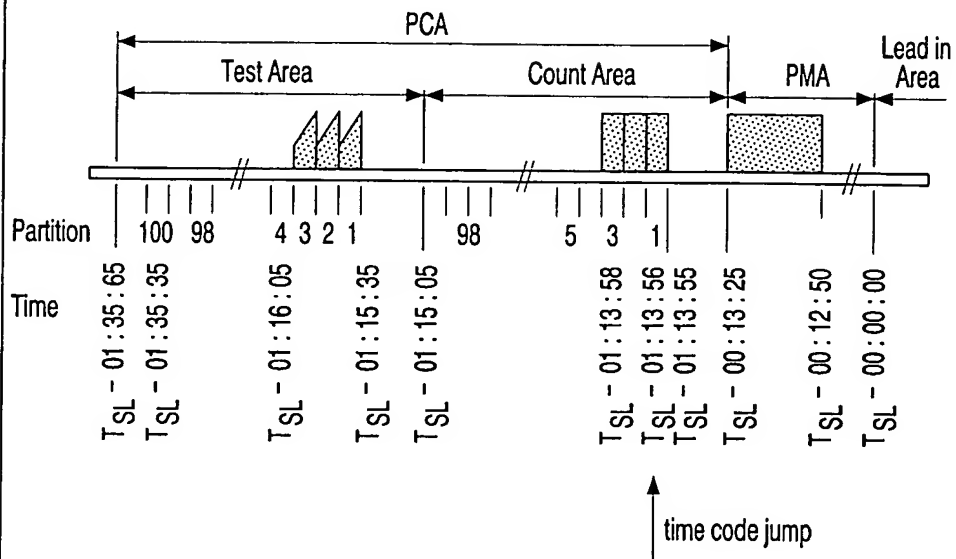 PCA
Test Area
Count Area
PMA
Lead in
Area
Partition
100
98
4
3
2
1
98
5
3
1
Time
TSL - 01:35:65
TSL - 01:35:35
TSL - 01:16:05
TSL - 01:15:35
TSL - 01:15:05
TSL - 01:13:58
TSL - 01:13:56
TSL - 01:13:55
TSL - 00:13:25
TSL - 00:12:50
TSL - 00:00:00
time code jump